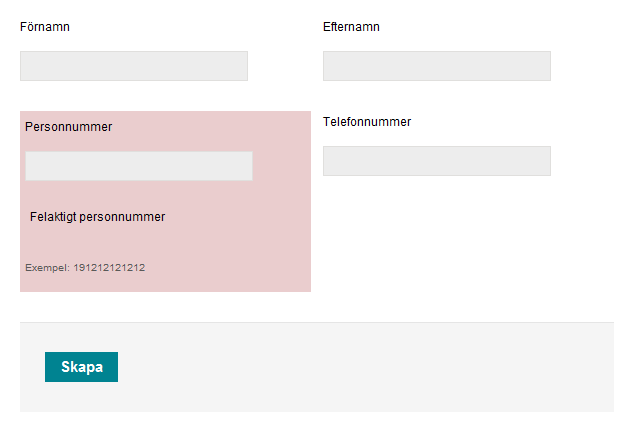 Förnamn
Efternamn
Personnummer
Telefonnummer
Felaktigt personnummer
Exempel: 191212121212
Skapa